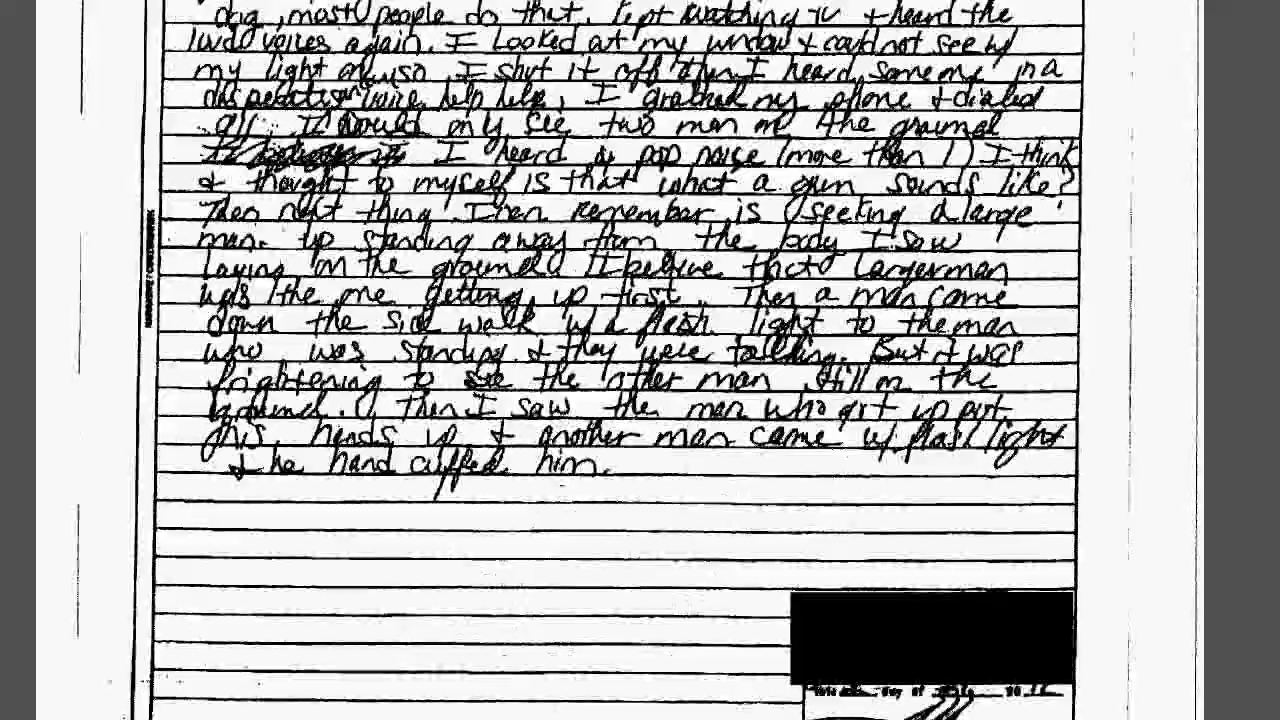 dog, most people do that. Kept watching TV + heard the
loud voices again. I looked at my window + could not see w/
my light on, so I shut it off then I heard someone in a
desperate voice, help help, I grabbed my phone + dialed
911. I could only see two men on the ground
I heard a pop noise (more than 1) I think
+ thought to myself is that what a gun sounds like?
Then next thing I then remember is seeing a large
man up standing away from the body I saw
laying on the ground. I believe that larger man
was the one getting up first. Then a man came
down the side walk w/ a flash light to the man
who was standing + they were talking. But it was
frightening to see the other man still on the
ground. Then I saw the man who got up put
his hands up + another man came w/ flash light
+ he hand cuffed him.
day of